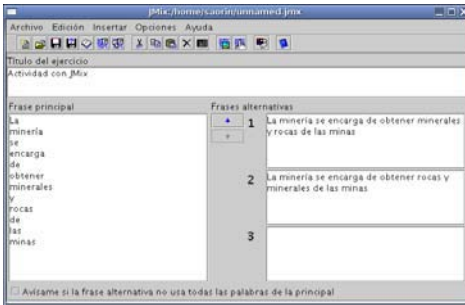 JMix:/home/saorin/unnamed.jmx
Archivo Edición Insertar Opciones Ayuda
Título del ejercicio
Actividad con JMix
Frase principal
La
minería
se
encarga
de
obtener
minerales
y
rocas
de
las
minas
Frases alternativas
1
La minería se encarga de obtener minerales
y rocas de las minas
2
La minería se encarga de obtener rocas y
minerales de las minas
3
Avísame si la frase alternativa no usa todas las palabras de la principal